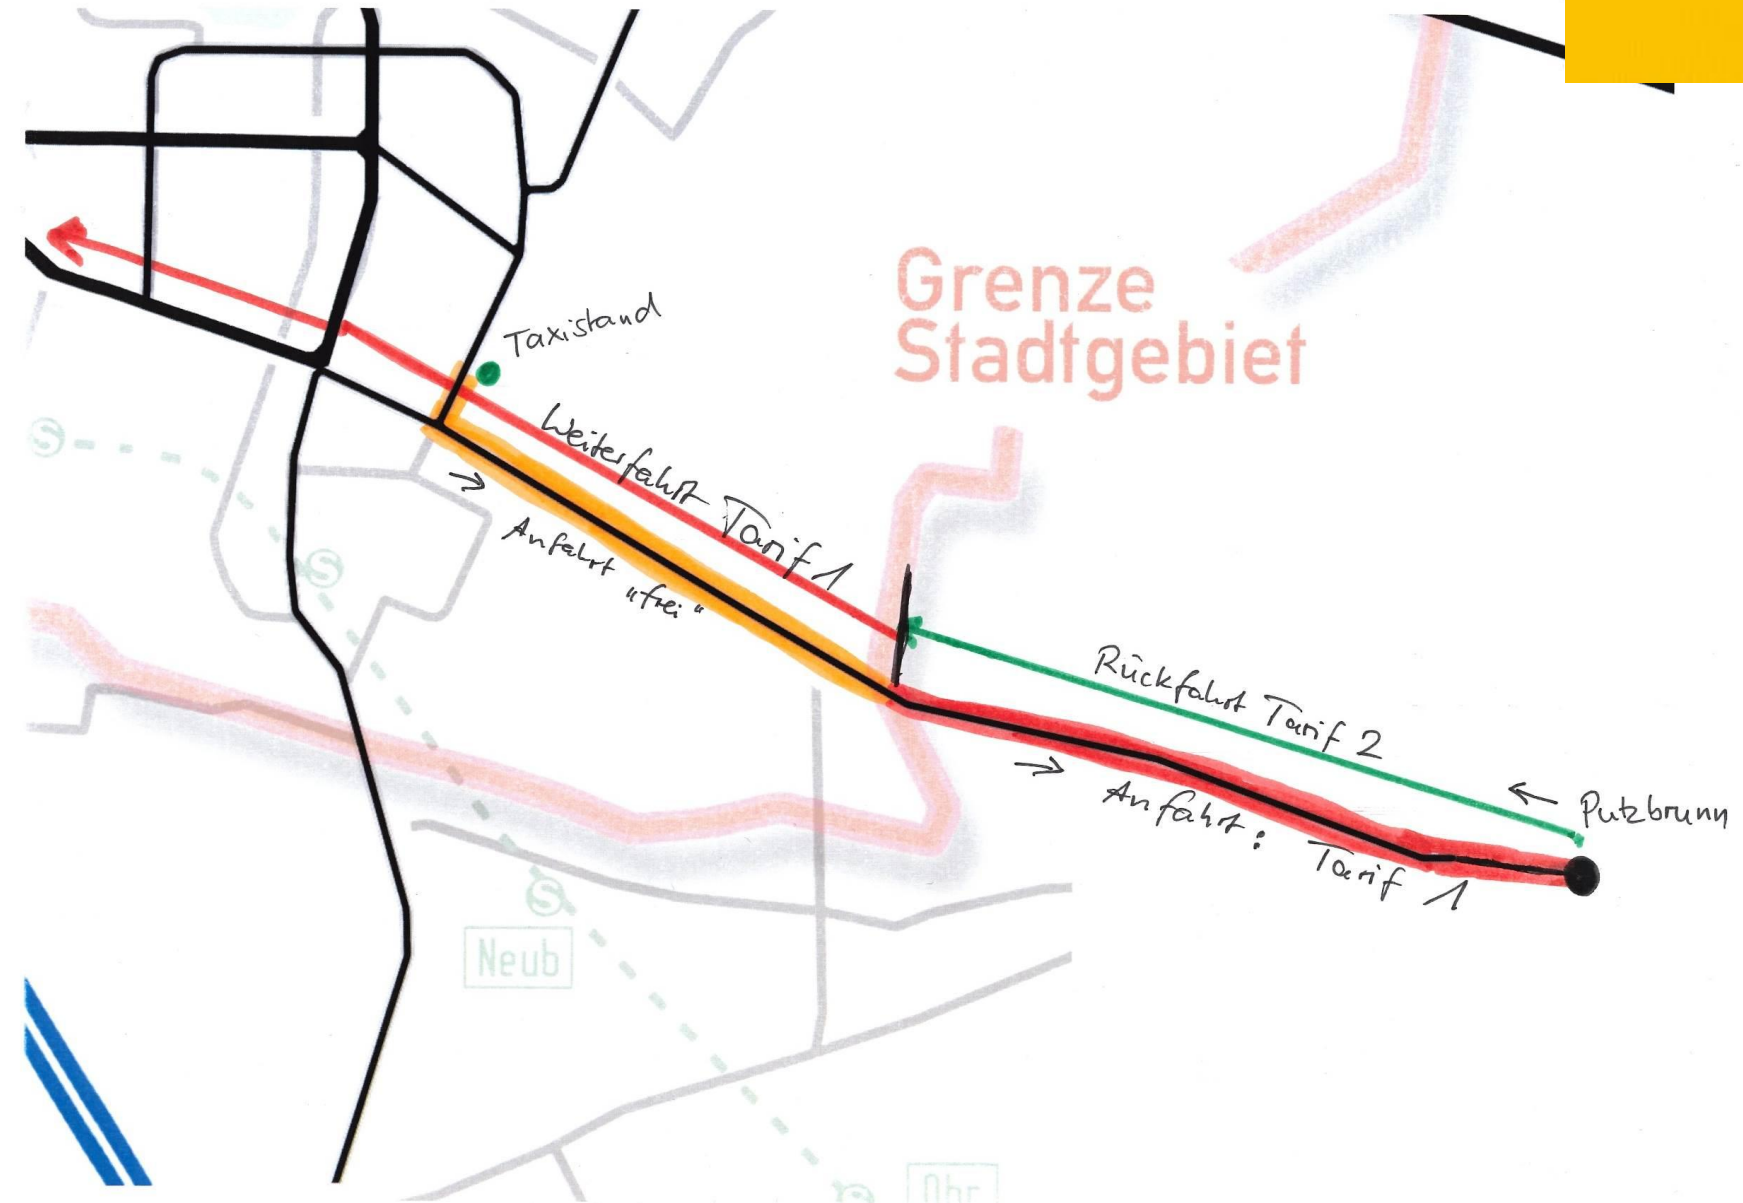 Grenze
Stadtgebiet
Taxistand
Weiterfahrt Tarif 1
Anfahrt
"frei"
Rückfahrt Tarif 2
Putzbrunn
Anfahrt: Tarif 1
S
S
S
Neub
Ohr